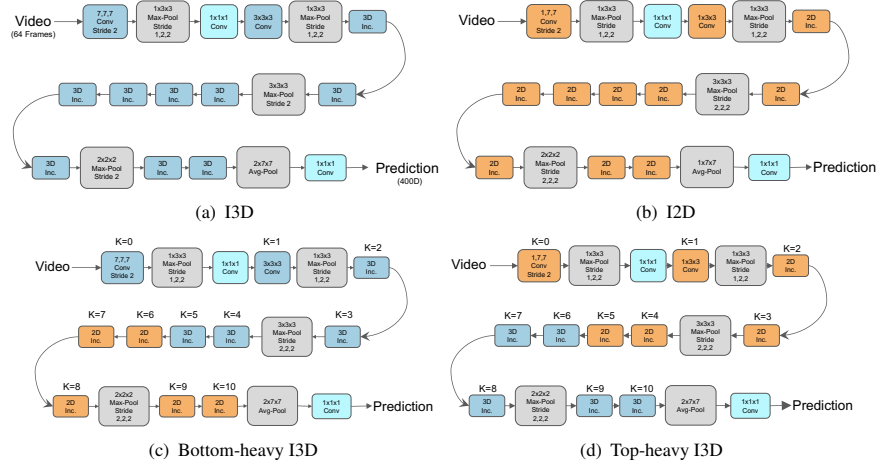 Video
(64 Frames)
7,7,7
Conv
Stride 2
1x3x3
Max-Pool
Stride
1,2,2
1x1x1
Conv
3x3x3
Conv
1x3x3
Max-Pool
Stride
1,2,2
3D
Inc.
3D
Inc.
3D
Inc.
3D
Inc.
3D
Inc.
3x3x3
Max-Pool
Stride 2
3D
Inc.
3D
Inc.
2x2x2
Max-Pool
Stride 2
3D
Inc.
3D
Inc.
2x7x7
Avg-Pool
1x1x1
Conv
Prediction
(400D)
(a) I3D
Video
1,7,7
Conv
Stride 2
1x3x3
Max-Pool
Stride
1,2,2
1x1x1
Conv
1x3x3
Conv
1x3x3
Max-Pool
Stride
1,2,2
2D
Inc.
2D
Inc.
2D
Inc.
2D
Inc.
2D
Inc.
3x3x3
Max-Pool
Stride
2,2,2
2D
Inc.
2D
Inc.
2x2x2
Max-Pool
Stride
2,2,2
2D
Inc.
2D
Inc.
1x7x7
Avg-Pool
1x1x1
Conv
Prediction
(b) I2D
K=0
K=1
K=2
Video
7,7,7
Conv
Stride 2
1x3x3
Max-Pool
Stride
1,2,2
1x1x1
Conv
3x3x3
Conv
1x3x3
Max-Pool
Stride
1,2,2
3D
Inc.
K=7
K=6
K=5
K=4
K=3
2D
Inc.
2D
Inc.
3D
Inc.
3D
Inc.
3x3x3
Max-Pool
Stride
2,2,2
3D
Inc.
K=8
K=9
K=10
2D
Inc.
2x2x2
Max-Pool
Stride
2,2,2
2D
Inc.
2D
Inc.
2x7x7
Avg-Pool
1x1x1
Conv
Prediction
(c) Bottom-heavy I3D
K=0
K=1
K=2
Video
1,7,7
Conv
Stride 2
1x3x3
Max-Pool
Stride
1,2,2
1x1x1
Conv
1x3x3
Conv
1x3x3
Max-Pool
Stride
1,2,2
2D
Inc.
K=7
K=6
K=5
K=4
K=3
3D
Inc.
3D
Inc.
2D
Inc.
2D
Inc.
3x3x3
Max-Pool
Stride
2,2,2
2D
Inc.
K=8
K=9
K=10
3D
Inc.
2x2x2
Max-Pool
Stride
2,2,2
3D
Inc.
3D
Inc.
2x7x7
Avg-Pool
1x1x1
Conv
Prediction
(d) Top-heavy I3D